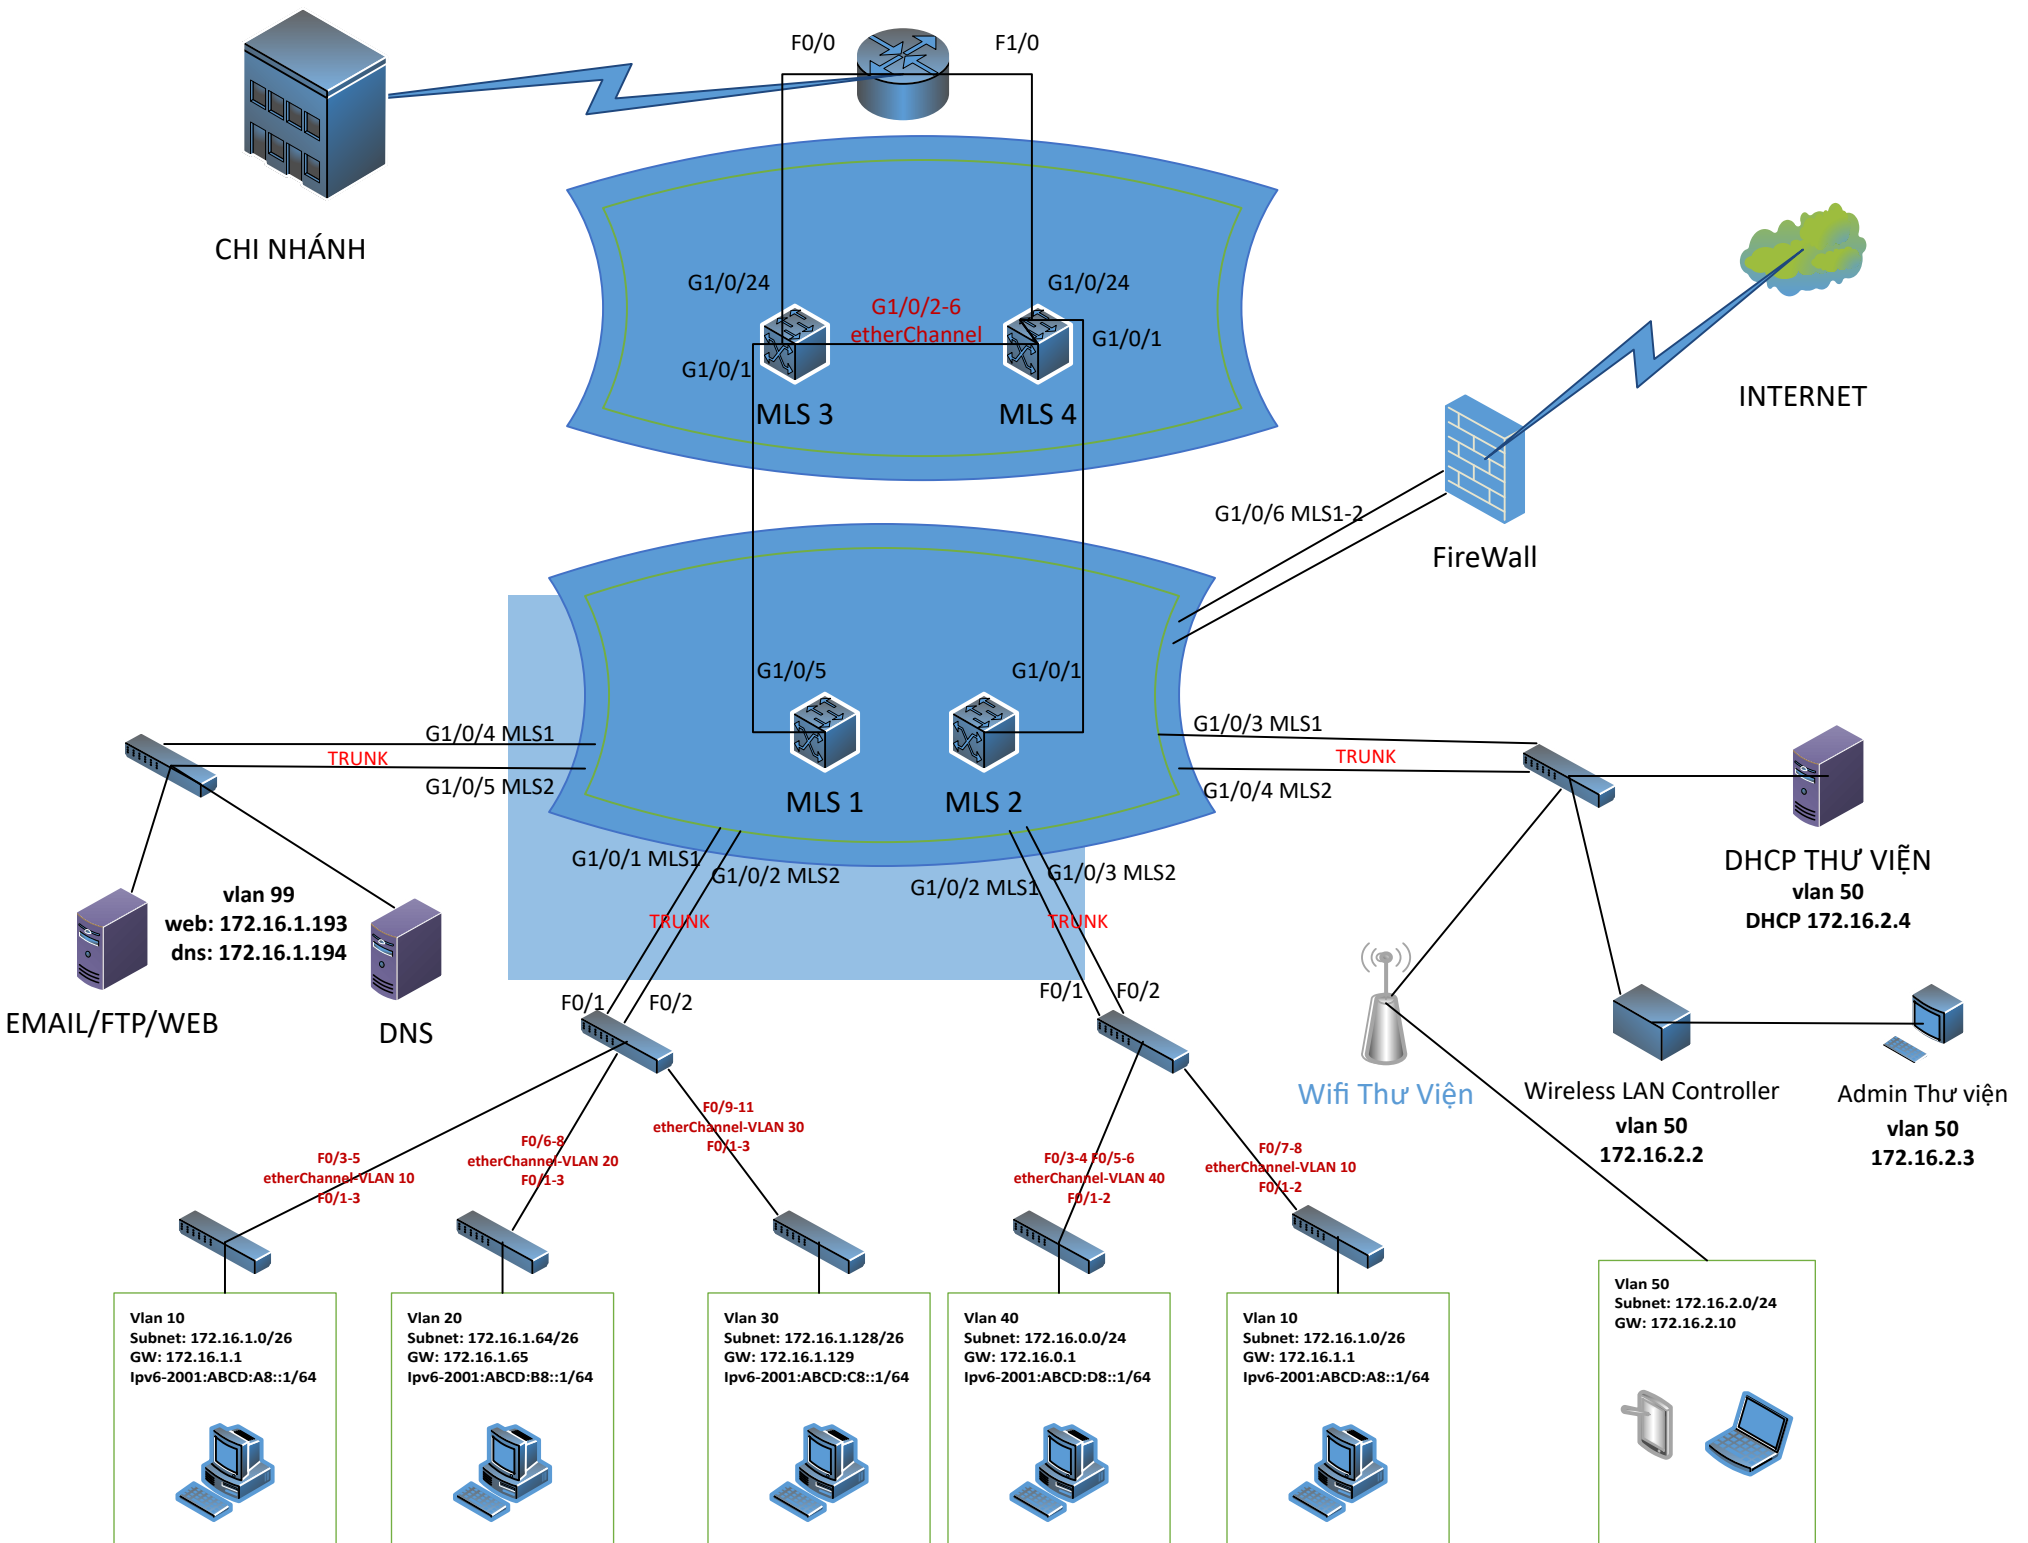 F0/0
F1/0
CHI NHÁNH
G1/0/24
G1/0/24
G1/0/2-6
etherChannel
G1/0/1
G1/0/1
MLS 3
MLS 4
INTERNET
G1/0/6 MLS1-2
FireWall
G1/0/5
G1/0/1
MLS 1
MLS 2
G1/0/4 MLS1
TRUNK
G1/0/5 MLS2
G1/0/3 MLS1
TRUNK
G1/0/4 MLS2
G1/0/1 MLS1
G1/0/2 MLS2
G1/0/2 MLS1
G1/0/3 MLS2
TRUNK
TRUNK
vlan 99
web: 172.16.1.193
dns: 172.16.1.194
EMAIL/FTP/WEB
DNS
DHCP THƯ VIỆN
vlan 50
DHCP 172.16.2.4
F0/1
F0/2
F0/1
F0/2
Wifi Thư Viện
Wireless LAN Controller
vlan 50
172.16.2.2
Admin Thư viện
vlan 50
172.16.2.3
F0/3-5
etherChannel-VLAN 10
F0/1-3
F0/6-8
etherChannel-VLAN 20
F0/1-3
F0/9-11
etherChannel-VLAN 30
F0/1-3
F0/3-4 F0/5-6
etherChannel-VLAN 40
F0/1-2
F0/7-8
etherChannel-VLAN 10
F0/1-2
Vlan 10
Subnet: 172.16.1.0/26
GW: 172.16.1.1
Ipv6-2001:ABCD:A8::1/64
Vlan 20
Subnet: 172.16.1.64/26
GW: 172.16.1.65
Ipv6-2001:ABCD:B8::1/64
Vlan 30
Subnet: 172.16.1.128/26
GW: 172.16.1.129
Ipv6-2001:ABCD:C8::1/64
Vlan 40
Subnet: 172.16.0.0/24
GW: 172.16.0.1
Ipv6-2001:ABCD:D8::1/64
Vlan 10
Subnet: 172.16.1.0/26
GW: 172.16.1.1
Ipv6-2001:ABCD:A8::1/64
Vlan 50
Subnet: 172.16.2.0/24
GW: 172.16.2.10